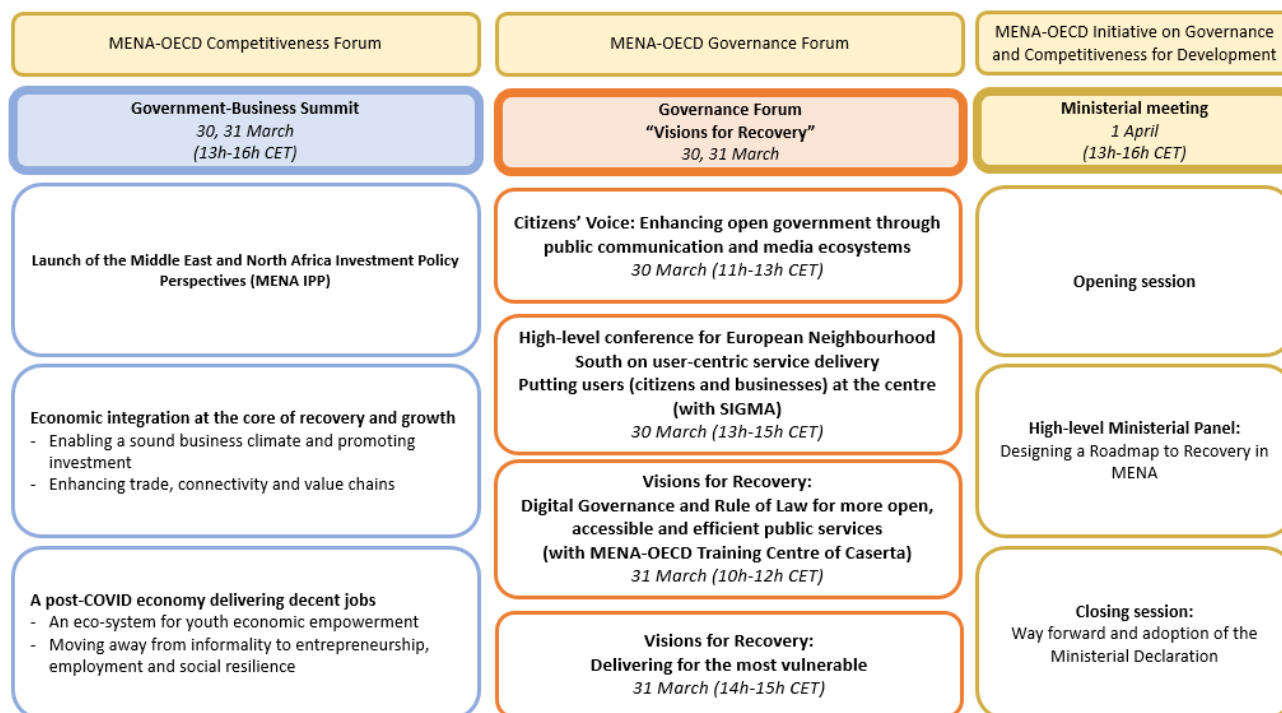 MENA-OECD Competitiveness Forum
Government-Business Summit
30, 31 March
(13h-16h CET)
Launch of the Middle East and North Africa Investment Policy
Perspectives (MENA IPP)
Economic integration at the core of recovery and growth
- Enabling a sound business climate and promoting
investment
- Enhancing trade, connectivity and value chains
A post-COVID economy delivering decent jobs
- An eco-system for youth economic empowerment
- Moving away from informality to entrepreneurship,
employment and social resilience
MENA-OECD Governance Forum
Governance Forum
“Visions for Recovery”
30, 31 March
Citizens’ Voice: Enhancing open government through
public communication and media ecosystems
30 March (11h-13h CET)
High-level conference for European Neighbourhood
South on user-centric service delivery
Putting users (citizens and businesses) at the centre
(with SIGMA)
30 March (13h-15h CET)
Visions for Recovery:
Digital Governance and Rule of Law for more open,
accessible and efficient public services
(with MENA-OECD Training Centre of Caserta)
31 March (10h-12h CET)
Visions for Recovery:
Delivering for the most vulnerable
31 March (14h-15h CET)
MENA-OECD Initiative on Governance
and Competitiveness for Development
Ministerial meeting
1 April
(13h-16h CET)
Opening session
High-level Ministerial Panel:
Designing a Roadmap to Recovery in
MENA
Closing session:
Way forward and adoption of the
Ministerial Declaration